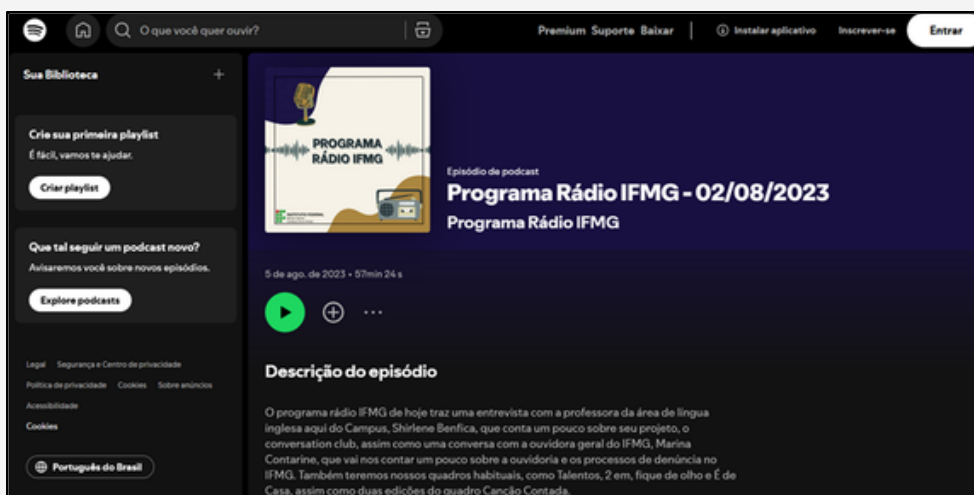 O que você quer ouvir?
Premium Suporte Baixar
Instalar aplicativo
Inscrever-se
Entrar
Sua Biblioteca
Crie sua primeira playlist
É fácil, vamos te ajudar.
Criar playlist
Que tal seguir um podcast novo?
Avisaremos você sobre novos episódios.
Explore podcasts
Legal Segurança e Centro de privacidade
Política de privacidade Cookies Sobre anúncios
Acessibilidade
Cookies
Português do Brasil
PROGRAMA
RÁDIO IFMG
INSTITUTO FEDERAL
Episódio de podcast
Programa Rádio IFMG - 02/08/2023
Programa Rádio IFMG
5 de ago. de 2023 • 57min 24 s
Descrição do episódio
O programa rádio IFMG de hoje traz uma entrevista com a professora da área de língua
inglesa aqui do Campus, Shirlene Benfica, que conta um pouco sobre seu projeto, o
conversation club, assim como uma conversa com a ouvidora geral do IFMG, Marina
Contarine, que vai nos contar um pouco sobre a ouvidoria e os processos de denúncia no
IFMG. Também teremos nossos quadros habituais, como Talentos, 2 em, fique de olho e É de
Casa, assim como duas edições do quadro Canção Contada.